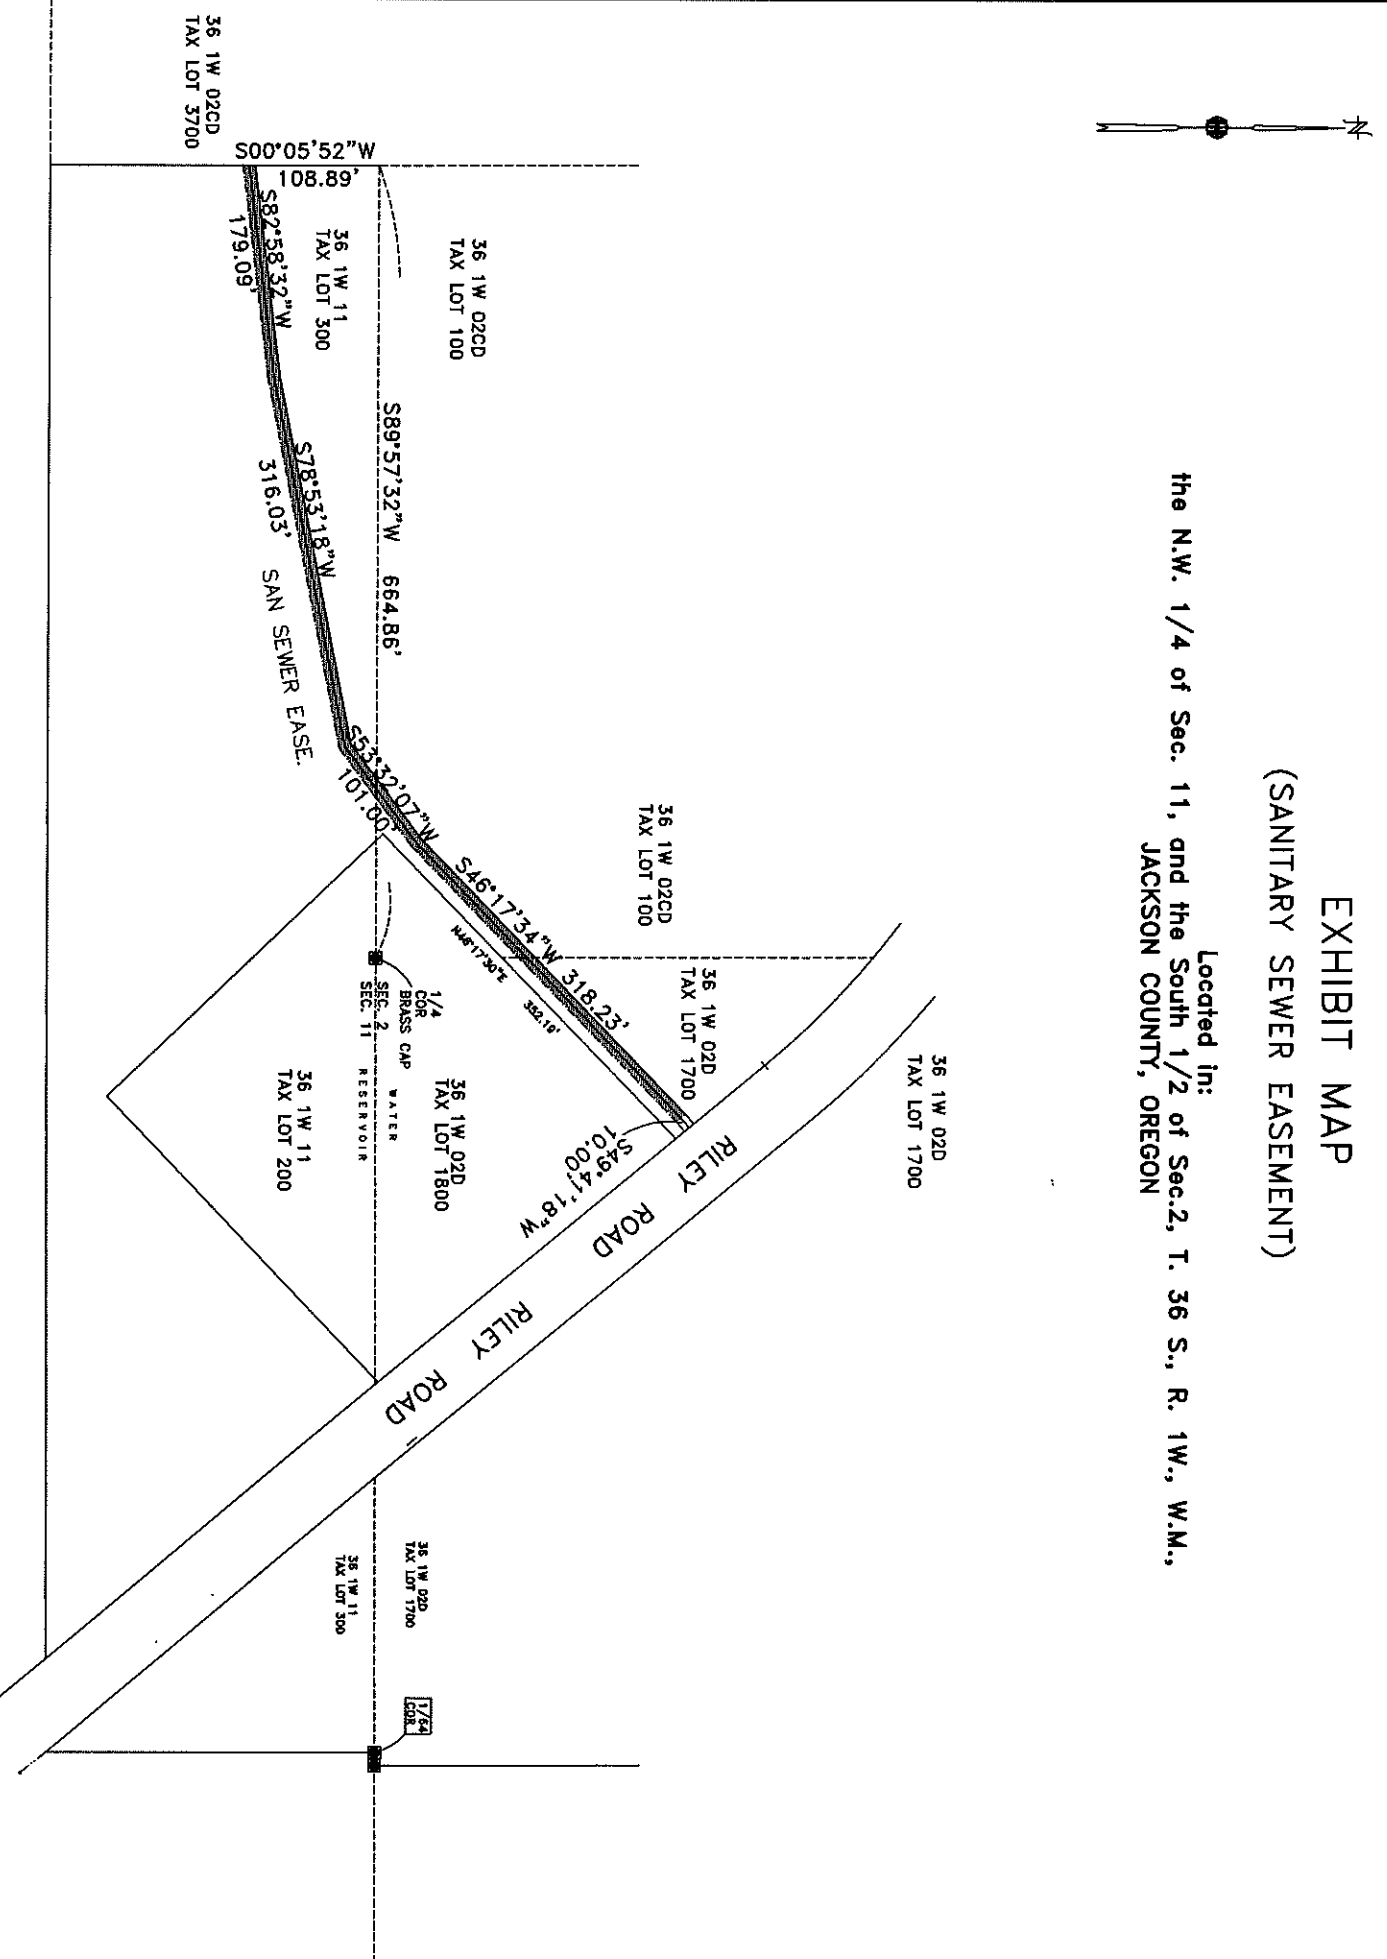 EXHIBIT MAP
(SANITARY SEWER EASEMENT)
Located in:
the N.W. 1/4 of Sec. 11, and the South 1/2 of Sec.2, T. 36 S., R. 1W., W.M.,
JACKSON COUNTY, OREGON
N
36 1W 02D
TAX LOT 1700
36 1W 02D
TAX LOT 1700
36 1W 02CD
TAX LOT 100
RILEY ROAD
RILEY ROAD
S49°41'18"W
10.00'
S46°17'34"W 318.23'
N46°17'30"E 352.19'
36 1W 02CD
TAX LOT 100
36 1W 02D
TAX LOT 1800
1/4
COR
BRASS CAP
SEC. 2
SEC. 11
WATER
RESERVOIR
36 1W 11
TAX LOT 200
S89°57'32"W 664.86'
S53°32'07"W
101.00'
S78°53'18"W
316.03'
SAN SEWER EASE.
S82°58'32"W
179.09'
36 1W 11
TAX LOT 300
S00°05'52"W
108.89'
36 1W 02CD
TAX LOT 3700
36 1W 02D
TAX LOT 1700
36 1W 11
TAX LOT 300
1/64
COR